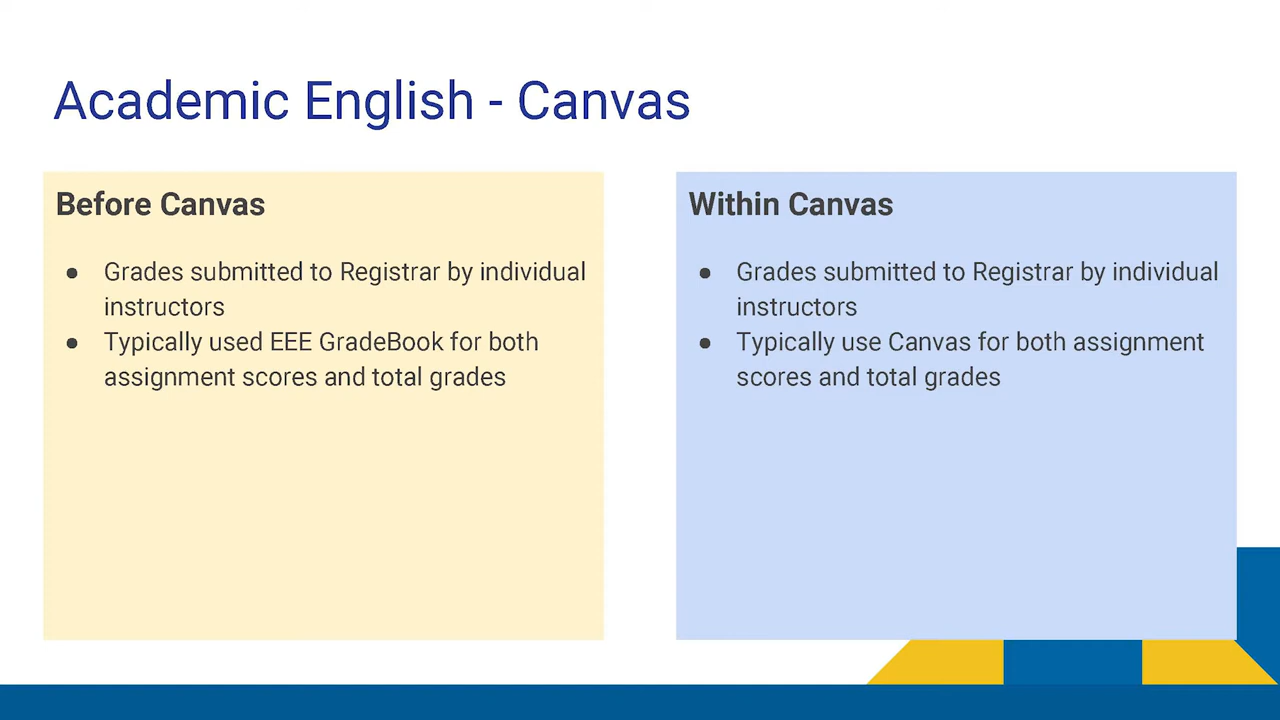 Academic English - Canvas
Before Canvas
● Grades submitted to Registrar by individual
instructors
● Typically used EEE GradeBook for both
assignment scores and total grades
Within Canvas
● Grades submitted to Registrar by individual
instructors
● Typically use Canvas for both assignment
scores and total grades